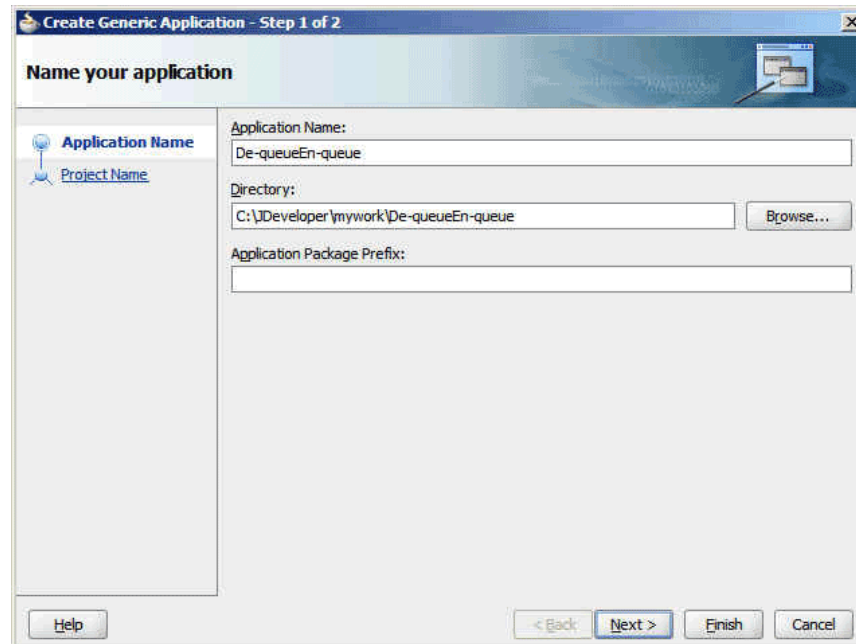 Create Generic Application - Step 1 of 2
Name your application
Application Name
Project Name
Application Name:
De-queueEn-queue
Directory:
C:\JDeveloper\mywork\De-queueEn-queue
Browse...
Application Package Prefix:
Help
< Back
Next >
Finish
Cancel